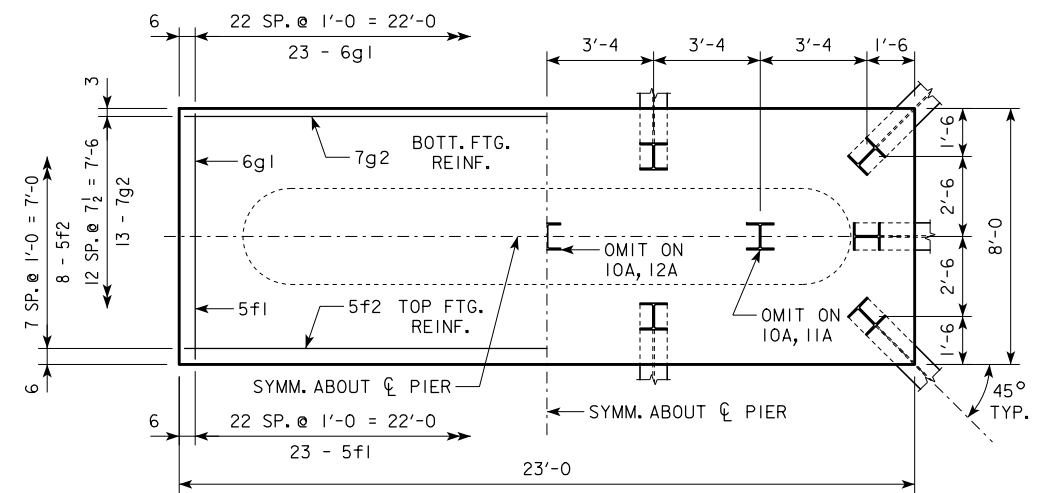 6
22 SP. @ 1'-0 = 22'-0
23 - 6g1
3'-4
3'-4
3'-4
1'-6
3
6g1
7g2
BOTT. FTG.
REINF.
7 SP. @ 1'-0 = 7'-0
8 - 5f2
12 SP. @ 7½ = 7'-6
13 - 7g2
1'-6
2'-6
2'-6
1'-6
8'-0
OMIT ON
10A, 12A
OMIT ON
10A, 11A
5f1
5f2 TOP FTG.
REINF.
6
SYMM. ABOUT ℄ PIER
SYMM. ABOUT ℄ PIER
45°
TYP.
6
22 SP. @ 1'-0 = 22'-0
23 - 5f1
23'-0